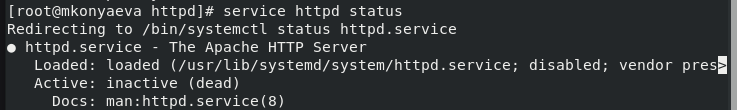 [root@mkonyaeva httpd]# service httpd status
Redirecting to /bin/systemctl status httpd.service
● httpd.service - The Apache HTTP Server
   Loaded: loaded (/usr/lib/systemd/system/httpd.service; disabled; vendor pres>
   Active: inactive (dead)
     Docs: man:httpd.service(8)